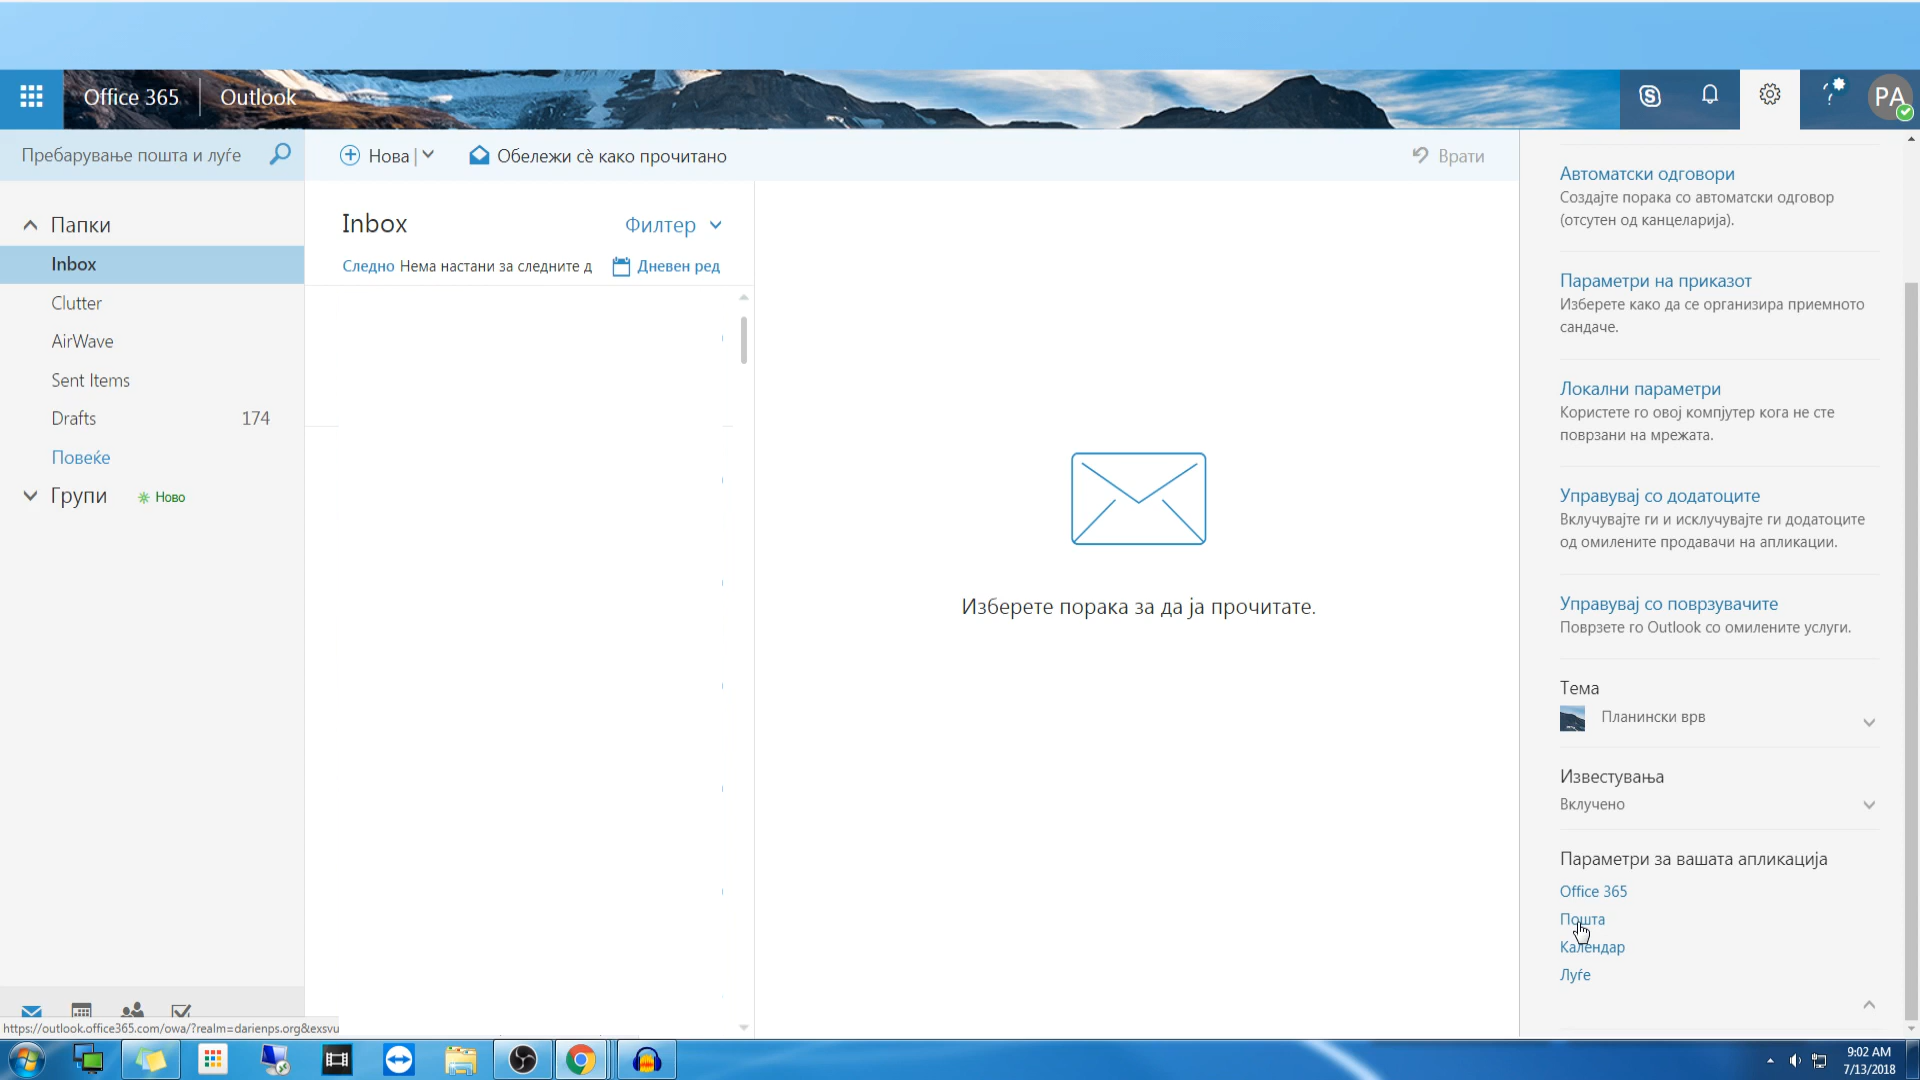 Office 365
Outlook
PA
Пребарување пошта и луѓе
Нова
Обележи сѐ како прочитано
Врати
Папки
Inbox
Clutter
AirWave
Sent Items
Drafts 174
Повеќе
Групи
Ново
Inbox
Филтер
Следно Нема настани за следните д
Дневен ред
Изберете порака за да ја прочитате.
Автоматски одговори
Создајте порака со автоматски одговор
(отсутен од канцеларија).
Параметри на приказот
Изберете како да се организира приемното
сандаче.
Локални параметри
Користете го овој компјутер кога не сте
поврзани на мрежата.
Управувај со додатоците
Вклучувајте ги и исклучувајте ги додатоците
од омилените продавачи на апликации.
Управувај со поврзувачите
Поврзете го Outlook со омилените услуги.
Тема
Планински врв
Известувања
Вклучено
Параметри за вашата апликација
Office 365
Пошта
Календар
Луѓе
https://outlook.office365.com/owa/?realm=darienps.org&exsvu
9:02 AM
7/13/2018